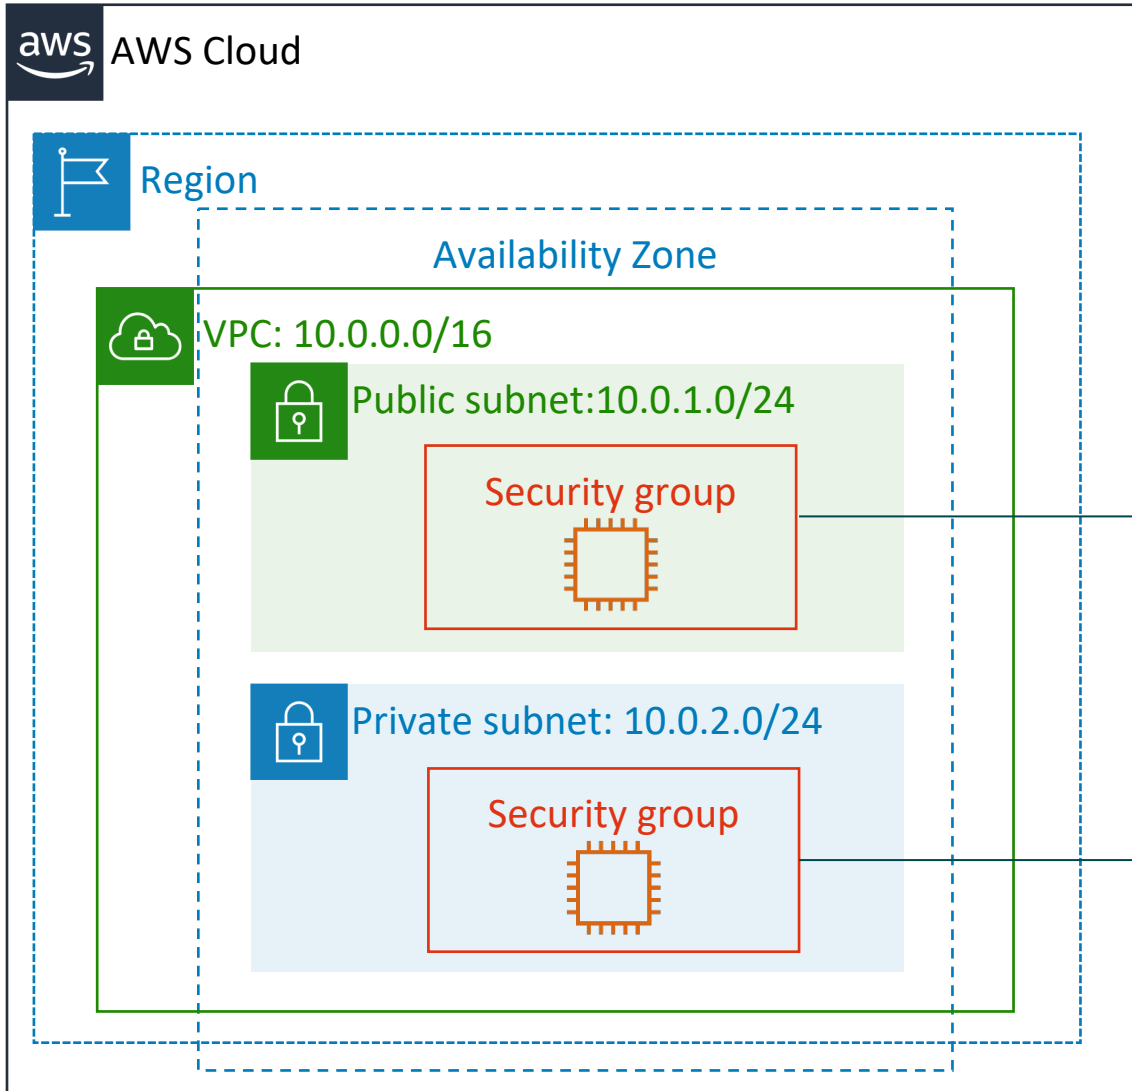 aws
AWS Cloud
Region
Availability Zone
VPC: 10.0.0.0/16
Public subnet:10.0.1.0/24
Security group
Private subnet: 10.0.2.0/24
Security group